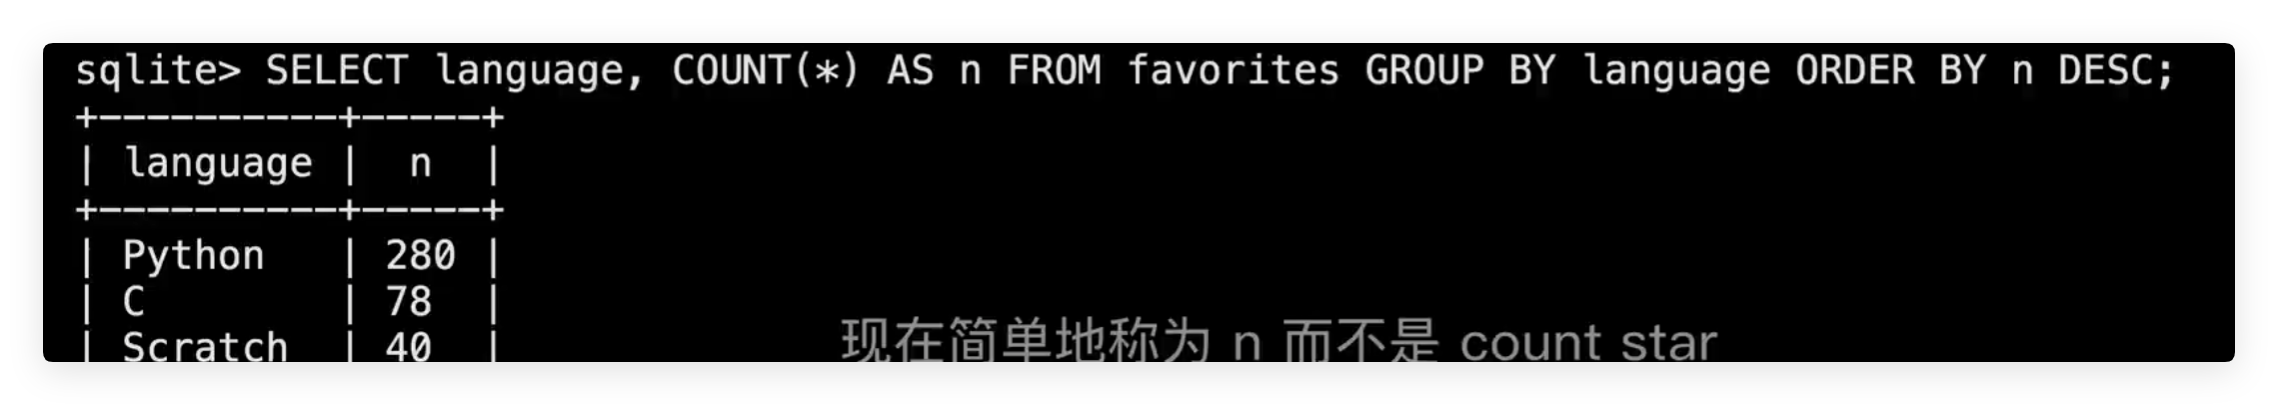 sqlite> SELECT language, COUNT(*) AS n FROM favorites GROUP BY language ORDER BY n DESC;
+----------+-----+
| language |  n  |
+----------+-----+
| Python   | 280 |
| C        | 78  |
| Scratch  | 40  |
现在简单地称为 n 而不是 count star